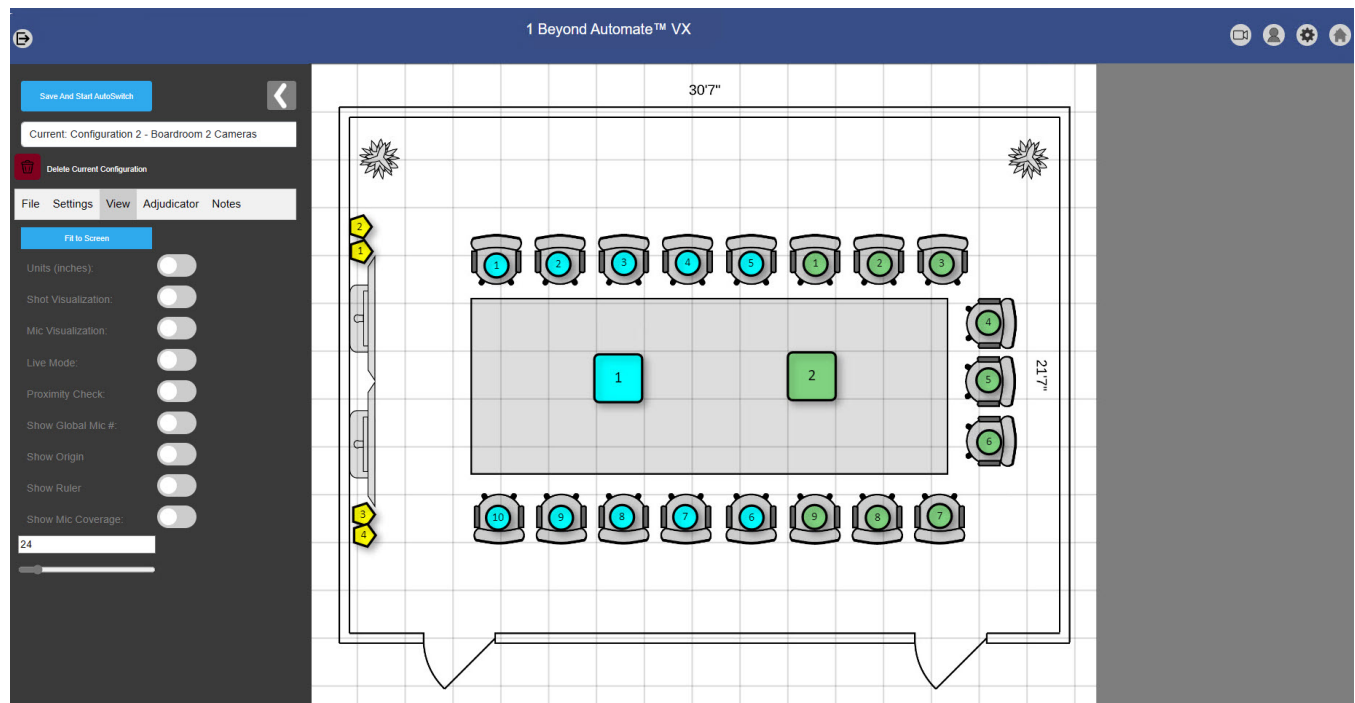 1 Beyond Automate™ VX
Save And Start AutoSwitch
Current: Configuration 2 - Boardroom 2 Cameras
Delete Current Configuration
File Settings View Adjudicator Notes
Fit to Screen
Units (inches):
Shot Visualization:
Mic Visualization:
Live Mode:
Proximity Check:
Show Global Mic #:
Show Origin
Show Ruler
Show Mic Coverage:
24
30'7"
2
1
1 2 3 4 5 1 2 3
4
1 2
5
21'7"
6
3
4
10 9 8 7 6 9 8 7